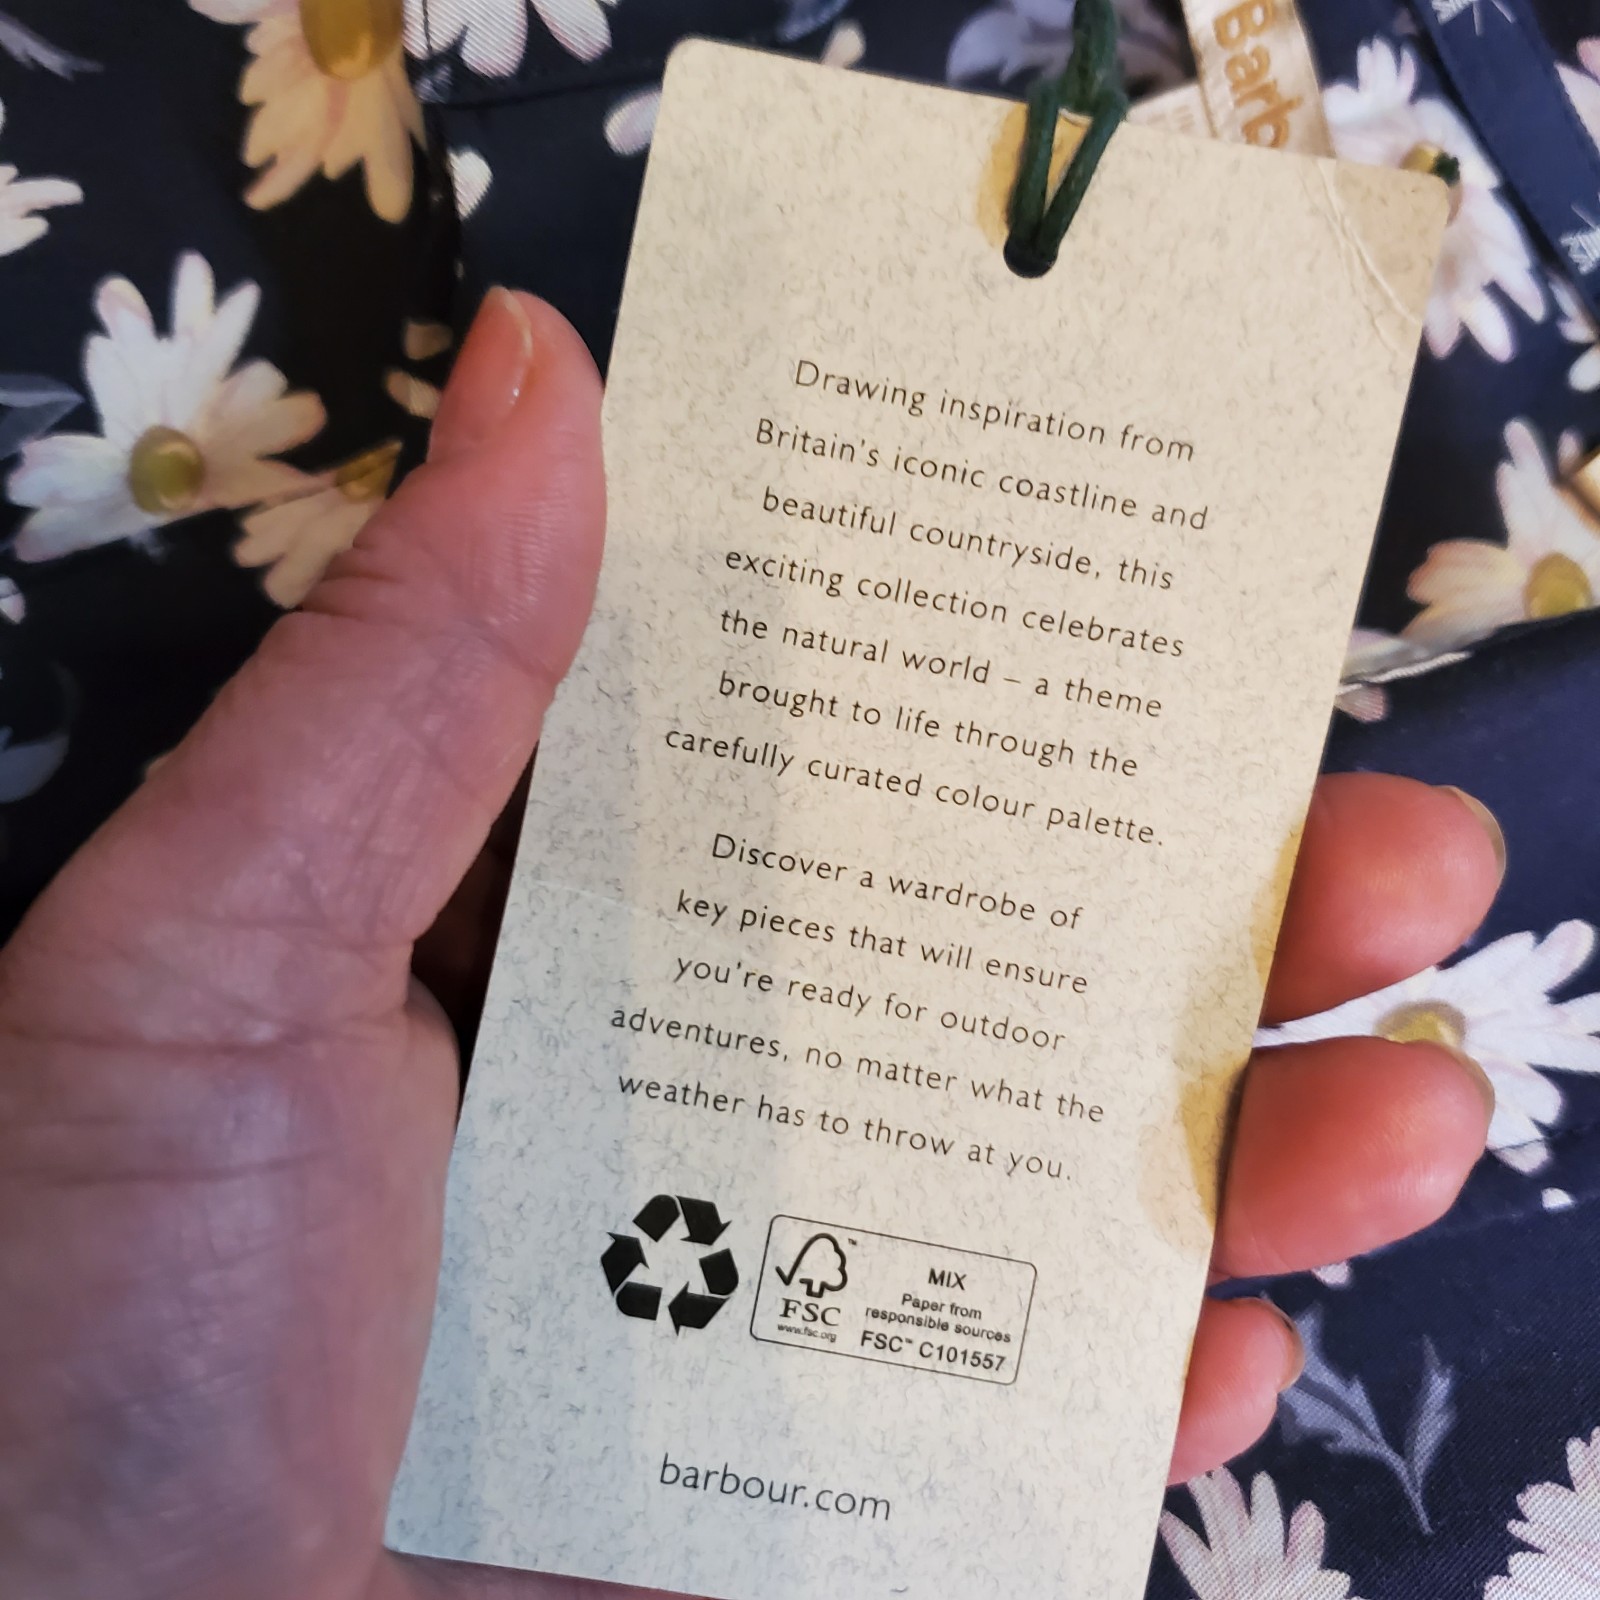 Barb
Drawing inspiration from
Britain's iconic coastline and
beautiful countryside, this
exciting collection celebrates
the natural world – a theme
brought to life through the
carefully curated colour palette.
Discover a wardrobe of
key pieces that will ensure
you're ready for outdoor
adventures, no matter what the
weather has to throw at you.
FSC
™
www.fsc.org
MIX
Paper from
responsible sources
FSC™ C101557
barbour.com